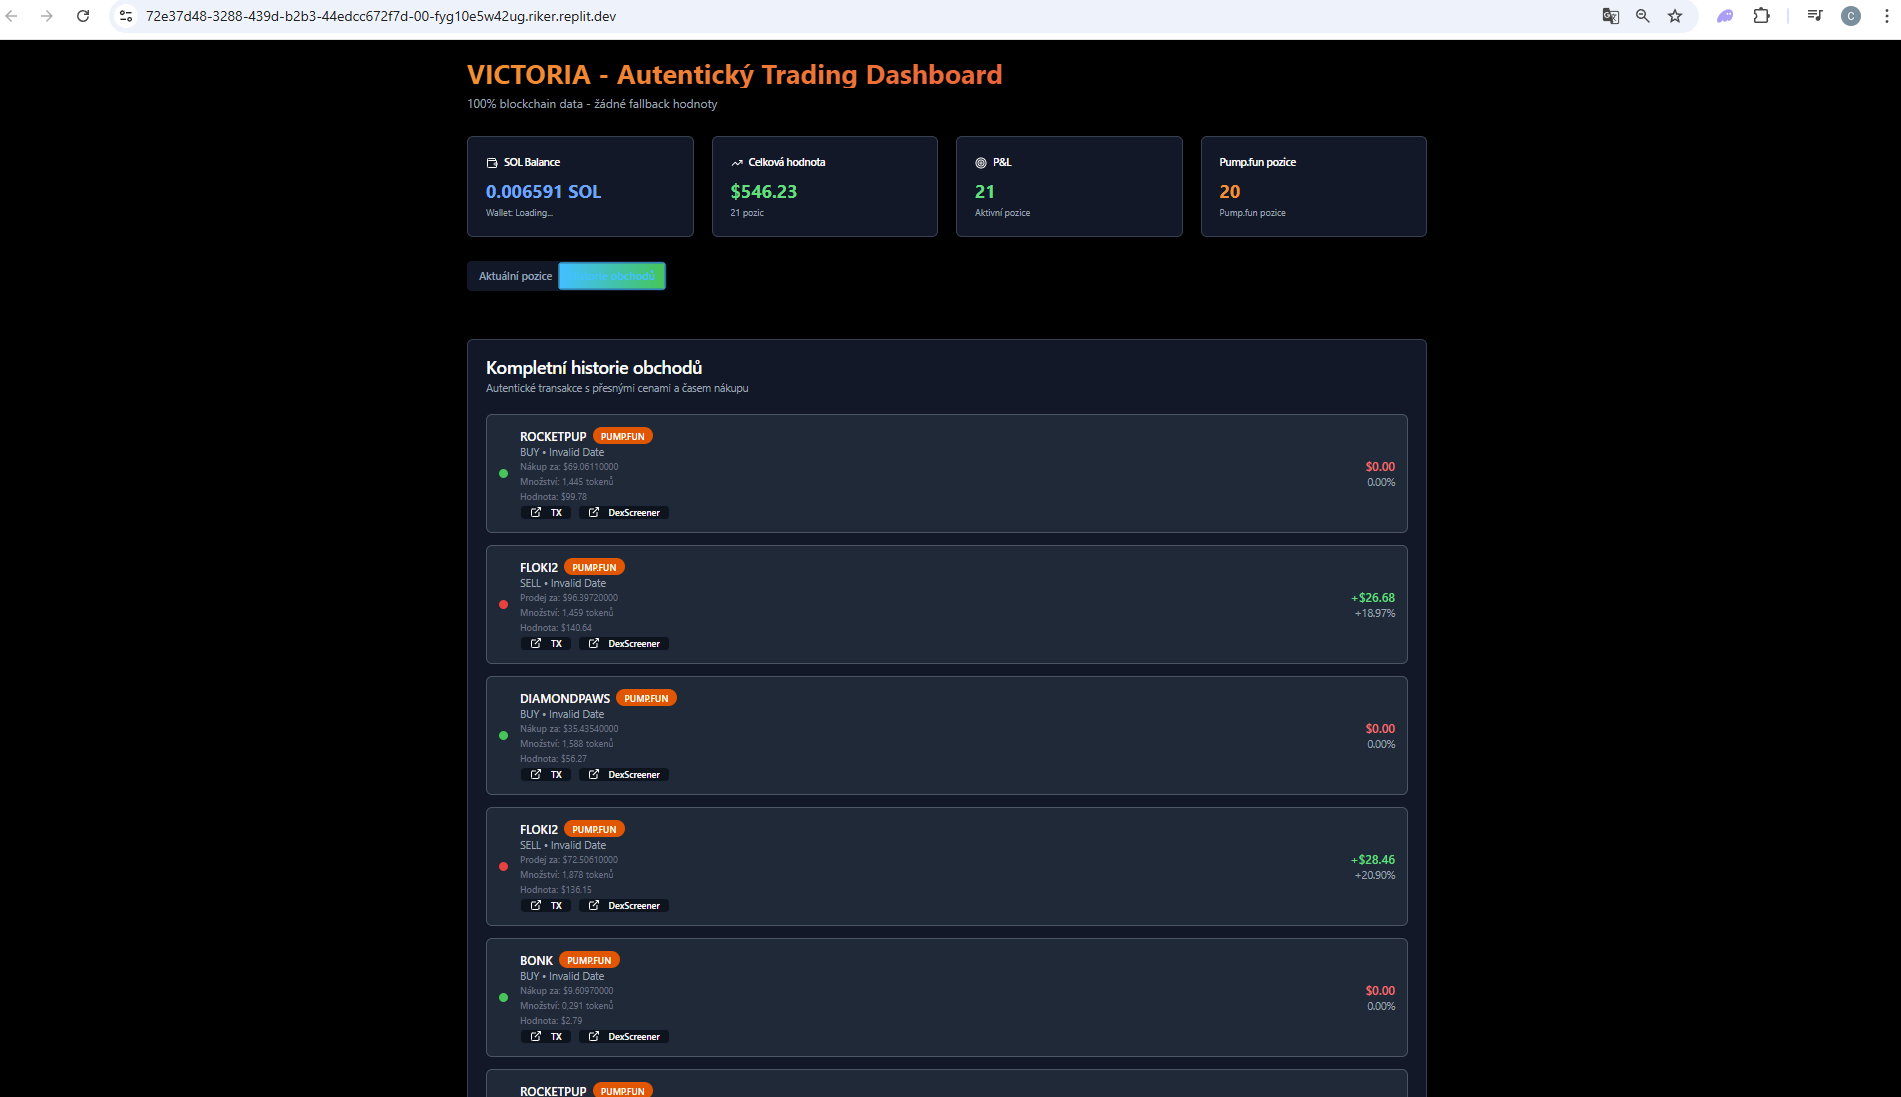 72e37d48-3288-439d-b2b3-44edcc672f7d-00-fyg10e5w42ug.riker.replit.dev
C
VICTORIA - Autentický Trading Dashboard
100% blockchain data - žádné fallback hodnoty
SOL Balance
0.006591 SOL
Wallet: Loading...
Celková hodnota
$546.23
21 pozic
P&L
21
Aktivní pozice
Pump.fun pozice
20
Pump.fun pozice
Aktuální pozice
obchodů
Kompletní historie obchodů
Autentické transakce s přesnými cenami a časem nákupu
ROCKETPUP PUMP.FUN
BUY • Invalid Date
Nákup za: $69.06110000
Množství: 1,445 tokenů
Hodnota: $99.78
TX DexScreener
$0.00
0.00%
FLOKI2 PUMP.FUN
SELL • Invalid Date
Prodej za: $96.39720000
Množství: 1,459 tokenů
Hodnota: $140.64
TX DexScreener
+$26.68
+18.97%
DIAMONDPAWS PUMP.FUN
BUY • Invalid Date
Nákup za: $35.43540000
Množství: 1,588 tokenů
Hodnota: $56.27
TX DexScreener
$0.00
0.00%
FLOKI2 PUMP.FUN
SELL • Invalid Date
Prodej za: $72.50610000
Množství: 1,878 tokenů
Hodnota: $136.15
TX DexScreener
+$28.46
+20.90%
BONK PUMP.FUN
BUY • Invalid Date
Nákup za: $9.60970000
Množství: 0,291 tokenů
Hodnota: $2.79
TX DexScreener
$0.00
0.00%
ROCKETPUP PUMP.FUN